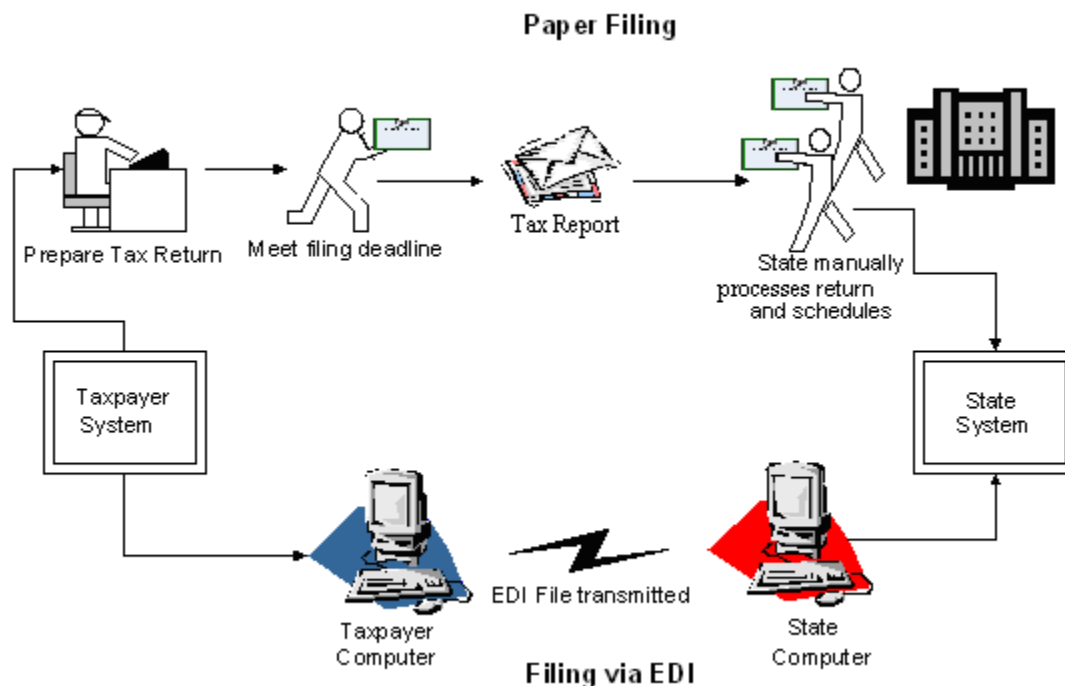 Paper Filing
Prepare Tax Return
Meet filing deadline
Tax Report
State manually
processes return
and schedules
Taxpayer
System
State
System
EDI File transmitted
Taxpayer
Computer
State
Computer
Filing via EDI